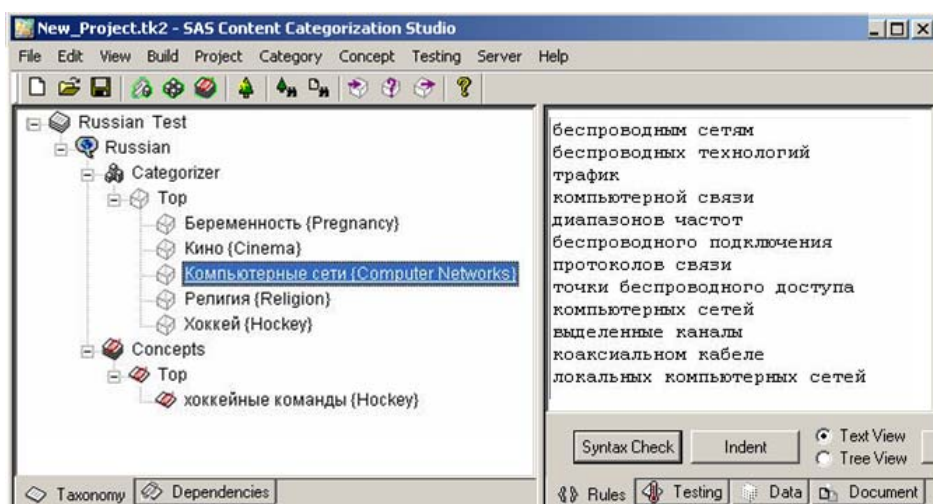 New_Project.tk2 - SAS Content Categorization Studio
File Edit View Build Project Category Concept Testing Server Help
Russian Test
Russian
Categorizer
Top
Беременность {Pregnancy}
Кино {Cinema}
Компьютерные сети {Computer Networks}
Религия {Religion}
Хоккей {Hockey}
Concepts
Top
хоккейные команды {Hockey}
Taxonomy Dependencies
беспроводным сетям
беспроводных технологий
трафик
компьютерной связи
диапазонов частот
беспроводного подключения
протоколов связи
точки беспроводного доступа
компьютерных сетей
выделенные каналы
коаксиальном кабеле
локальных компьютерных сетей
Syntax Check Indent Text View
Tree View
Rules Testing Data Document